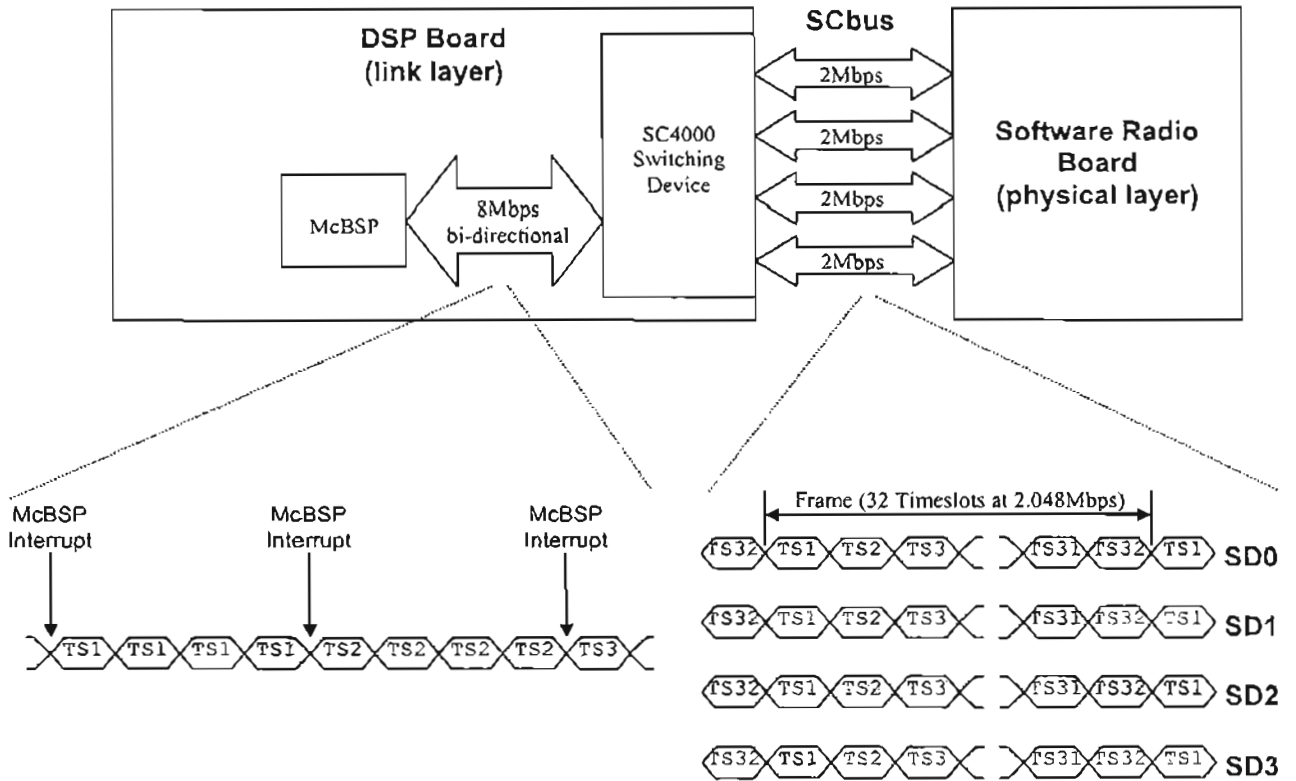 DSP Board
(link layer)
SCbus
SC4000
Switching
Device
McBSP
8Mbps
bi-directional
2Mbps
2Mbps
2Mbps
2Mbps
Software Radio
Board
(physical layer)
McBSP
Interrupt
McBSP
Interrupt
McBSP
Interrupt
TS1 TS1 TS1 TS1 TS2 TS2 TS2 TS2 TS3
Frame (32 Timeslots at 2.048Mbps)
TS32 TS1 TS2 TS3 TS31 TS32 TS1 SD0
TS32 TS1 TS2 TS3 TS31 TS32 TS1 SD1
TS32 TS1 TS2 TS3 TS31 TS32 TS1 SD2
TS32 TS1 TS2 TS3 TS31 TS32 TS1 SD3